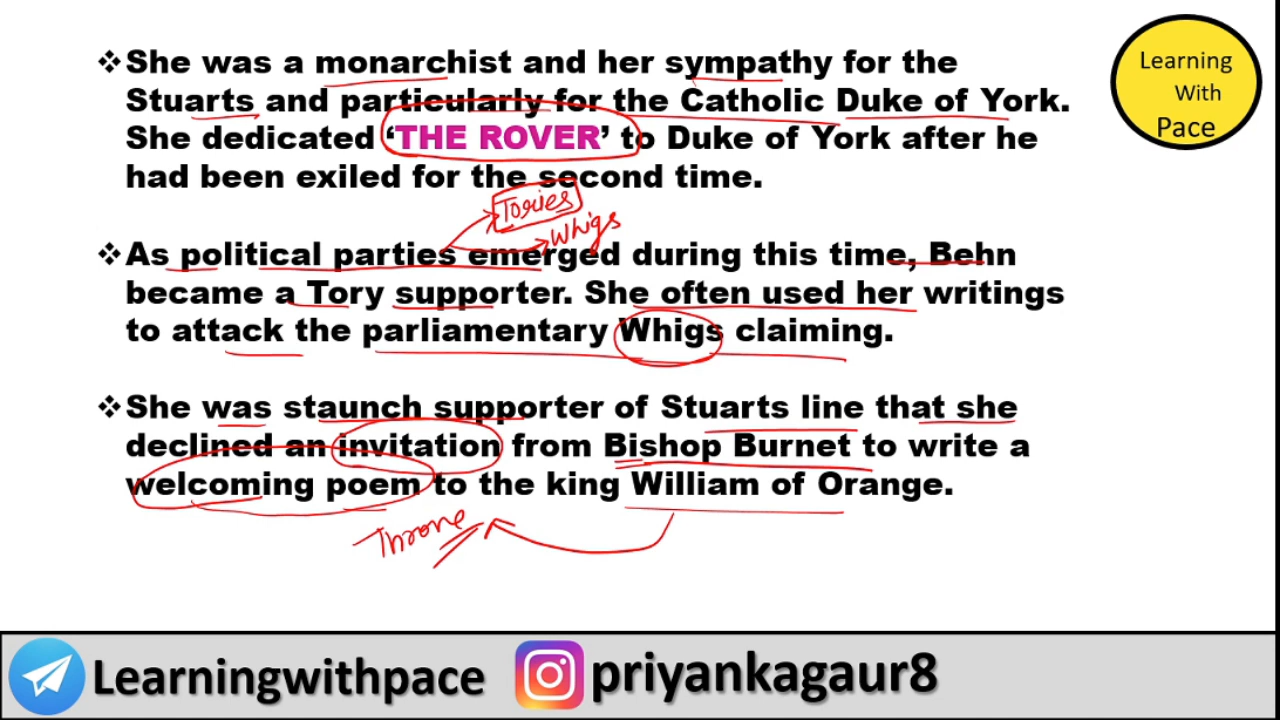 ❖She was a monarchist and her sympathy for the
Stuarts and particularly for the Catholic Duke of York.
She dedicated ‘THE ROVER’ to Duke of York after he
had been exiled for the second time.
Tories
Whigs
❖As political parties emerged during this time, Behn
became a Tory supporter. She often used her writings
to attack the parliamentary Whigs claiming.
❖She was staunch supporter of Stuarts line that she
declined an invitation from Bishop Burnet to write a
welcoming poem to the king William of Orange.
Throne
Learning
With
Pace
Learningwithpace
priyankagaur8